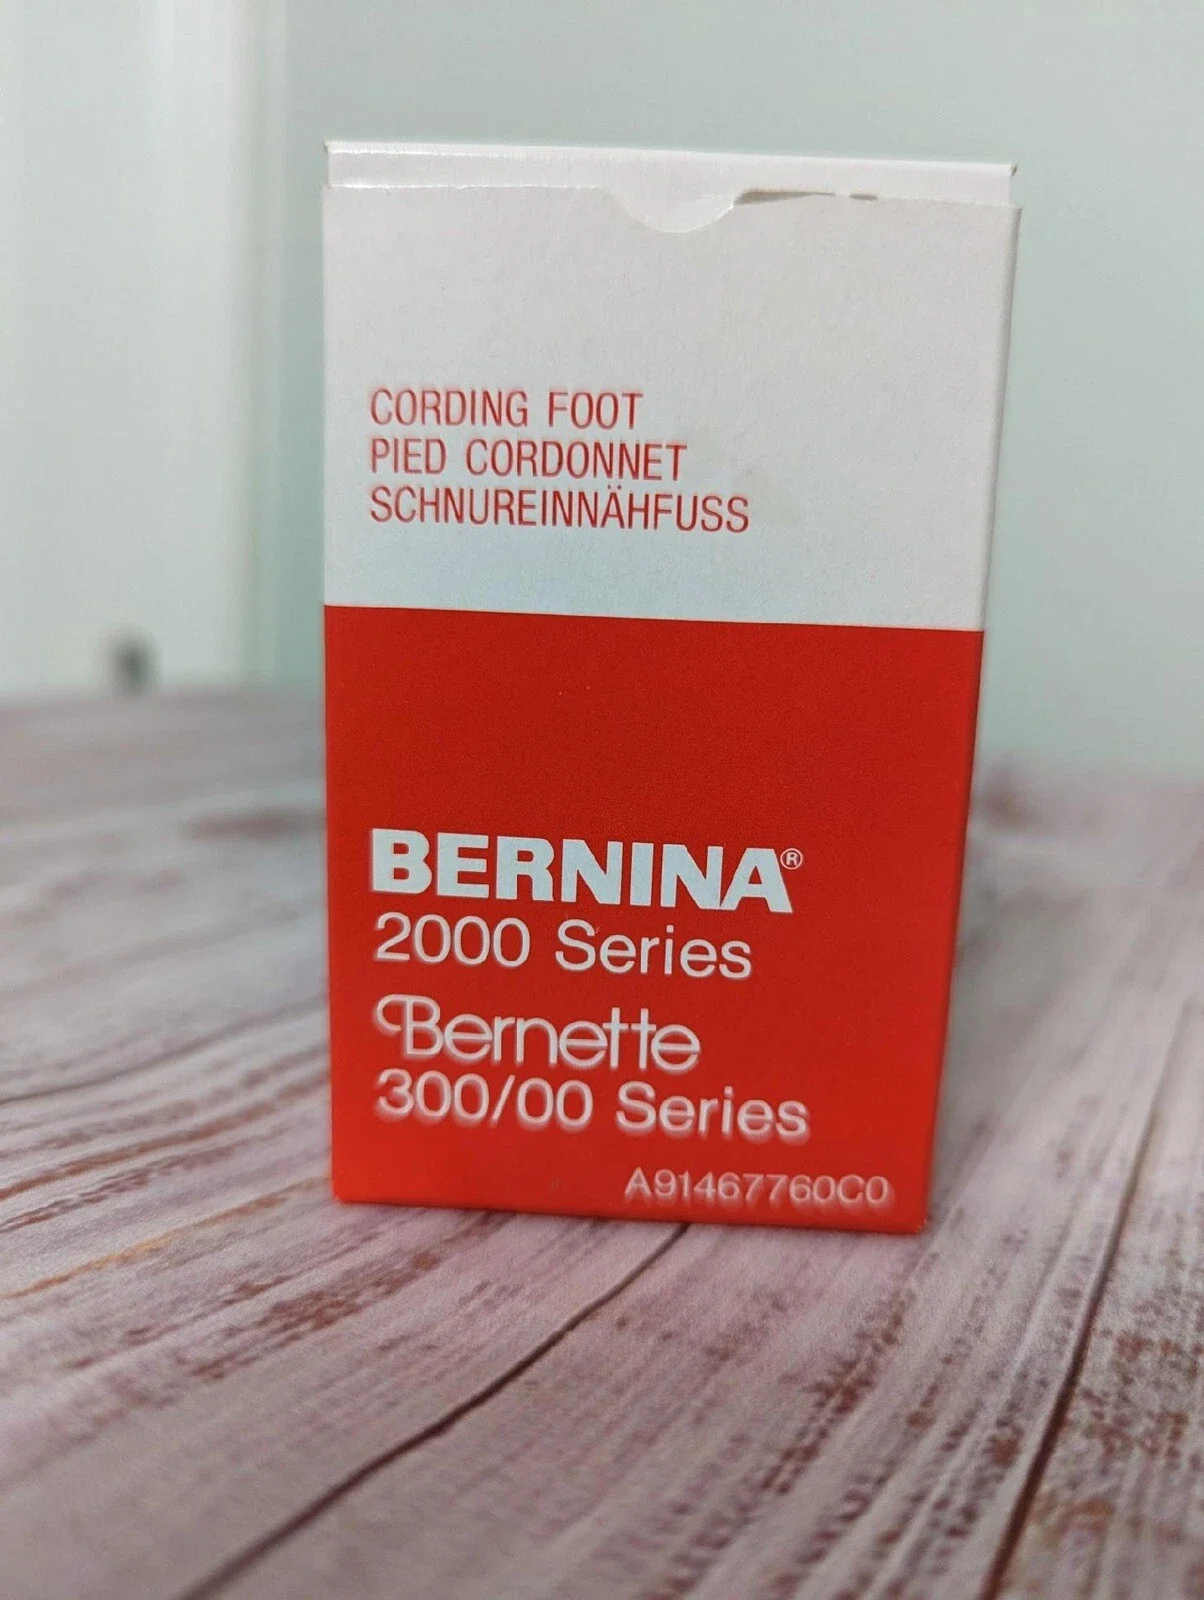 CORDING FOOT
PIED CORDONNET
SCHNUREINNÄHFUSS
BERNINA®
2000 Series
Bernette
300/00 Series
A91467760C0